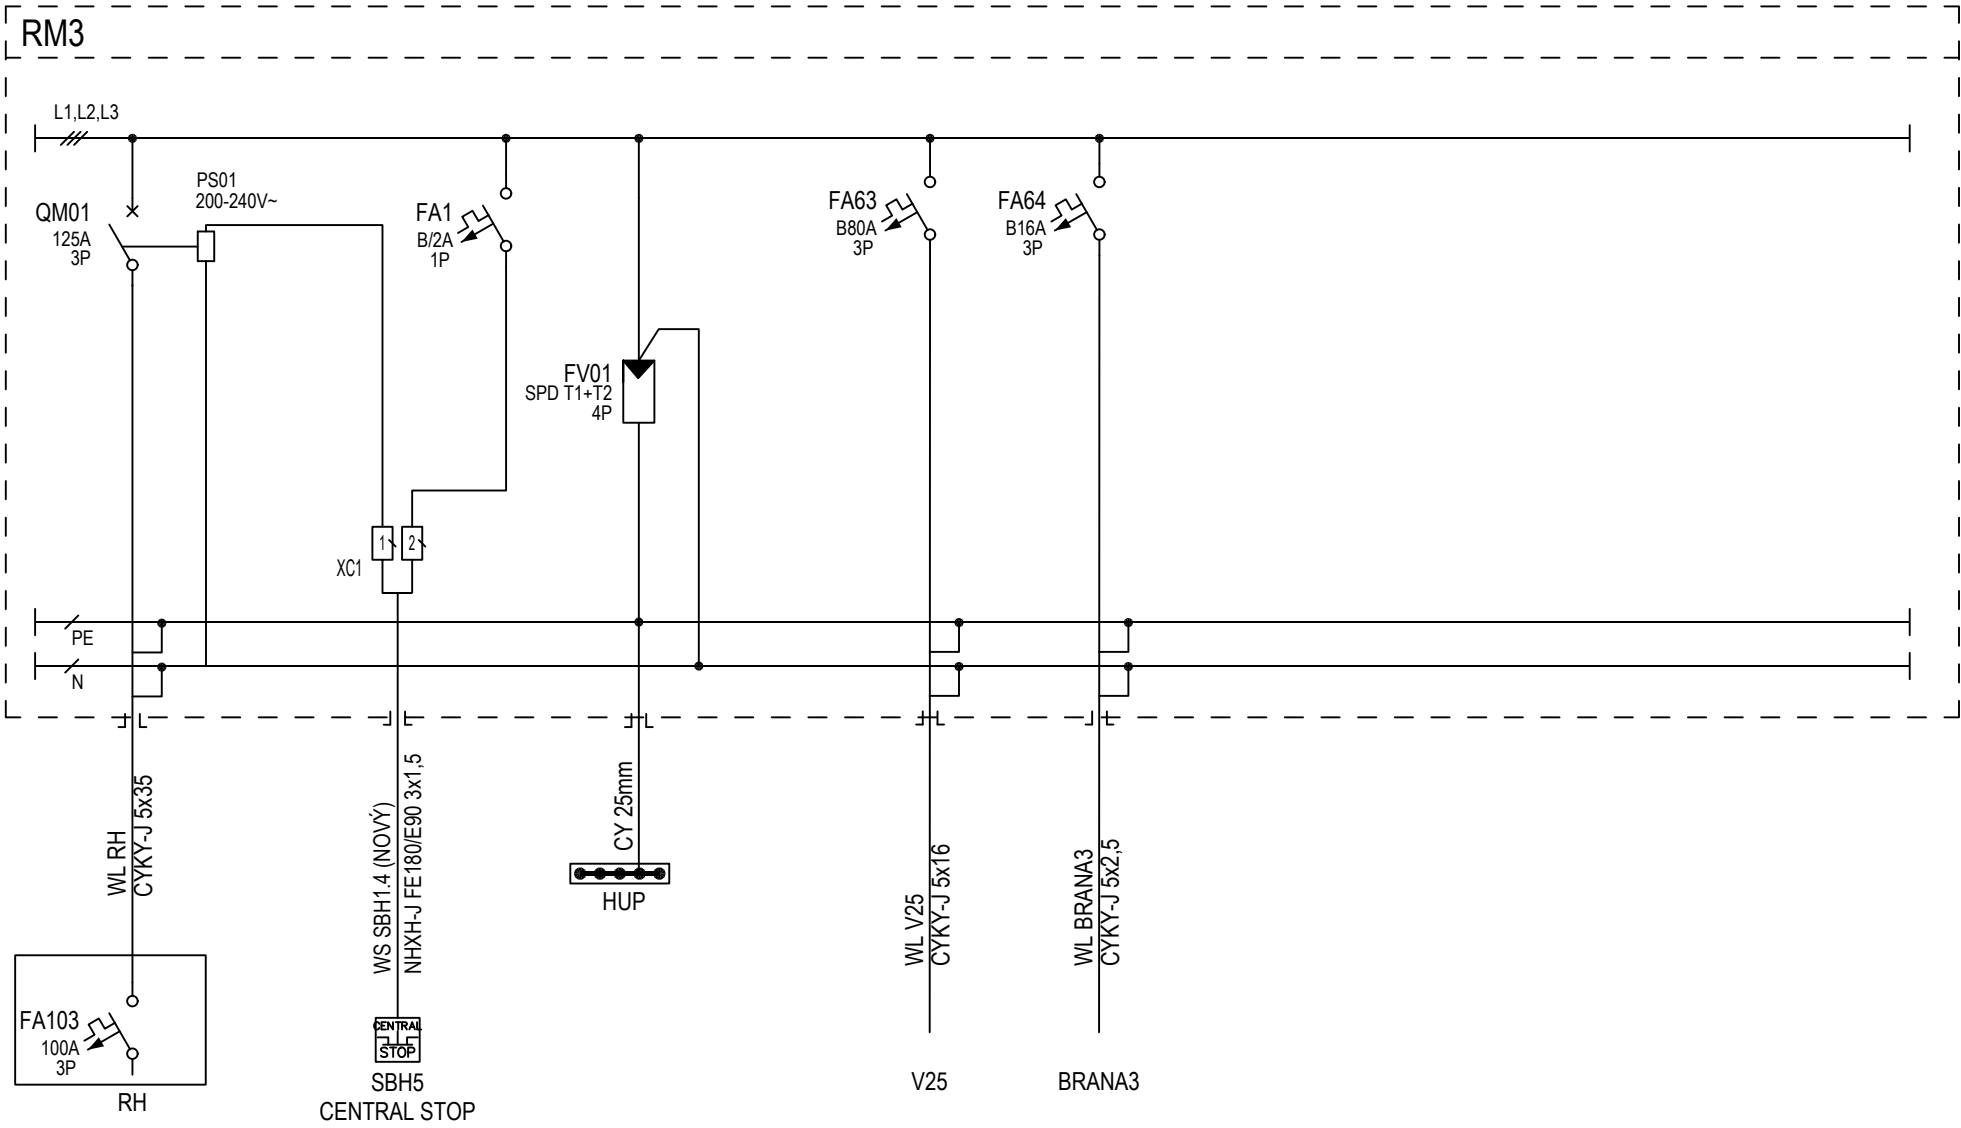 RM3
L1,L2,L3
PS01
200-240V~
QM01
125A
3P
FA1
B/2A
1P
FA63
B80A
3P
FA64
B16A
3P
FV01
SPD T1+T2
4P
1
2
XC1
PE
N
WL RH
CYKY-J 5x35
WS SBH1.4 (NOVÝ)
NHXH-J FE180/E90 3x1,5
CY 25mm
HUP
WL V25
CYKY-J 5x16
WL BRANA3
CYKY-J 5x2,5
FA103
100A
3P
RH
CENTRAL
STOP
SBH5
CENTRAL STOP
V25
BRANA3